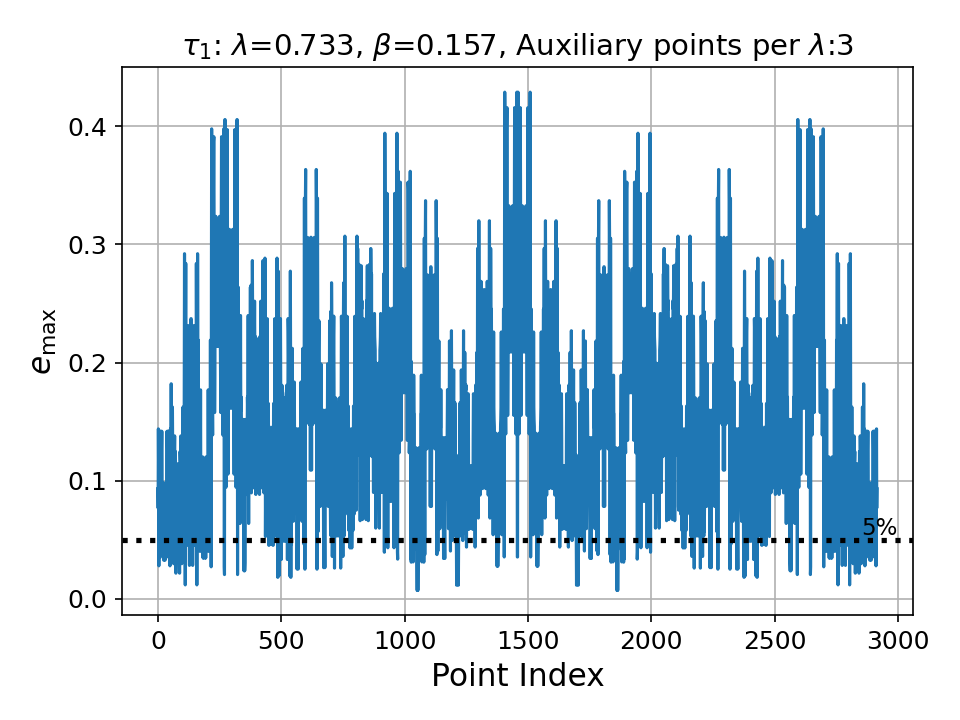 τ₁: λ=0.733, β=0.157, Auxiliary points per λ:3
0.4
0.3
0.2
0.1
0.0
e_max
5%
0 500 1000 1500 2000 2500 3000
Point Index